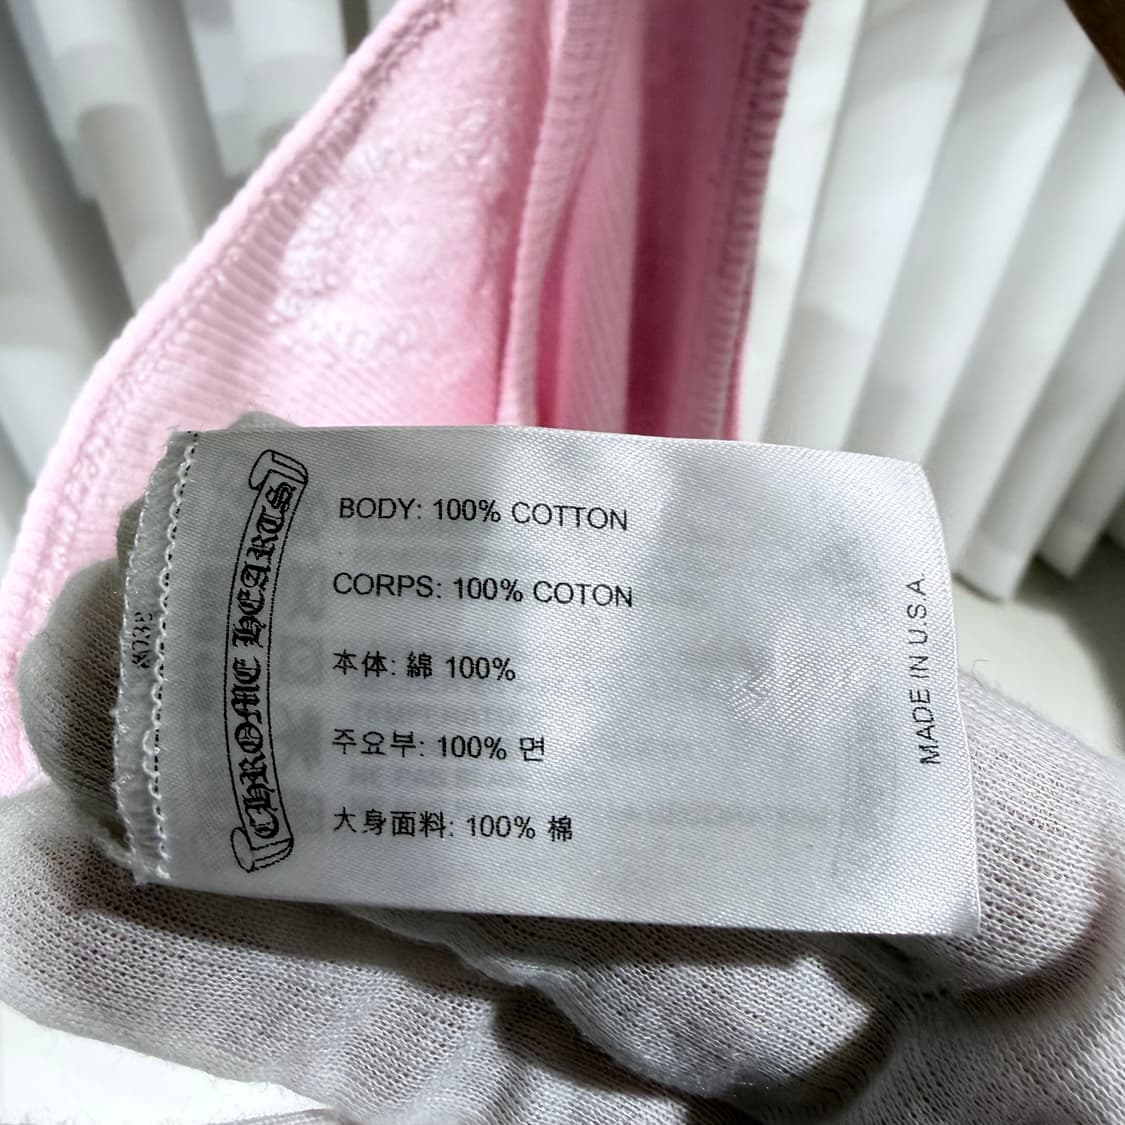 CHROME HEARTS
BODY: 100% COTTON
CORPS: 100% COTON
本体: 綿 100%
주요부: 100% 면
大身面料: 100% 棉
MADE IN U.S.A.